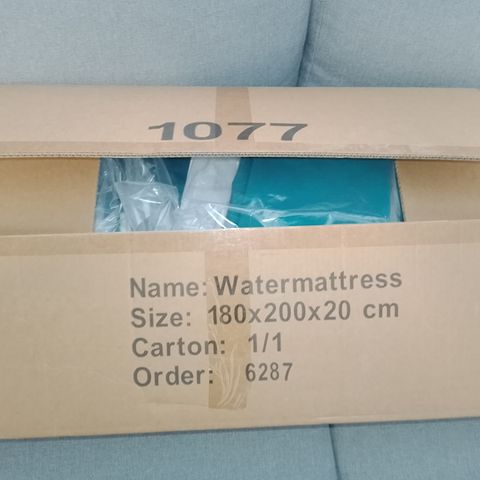 1077
Name: Watermattress
Size: 180x200x20 cm
Carton: 1/1
Order: 6287